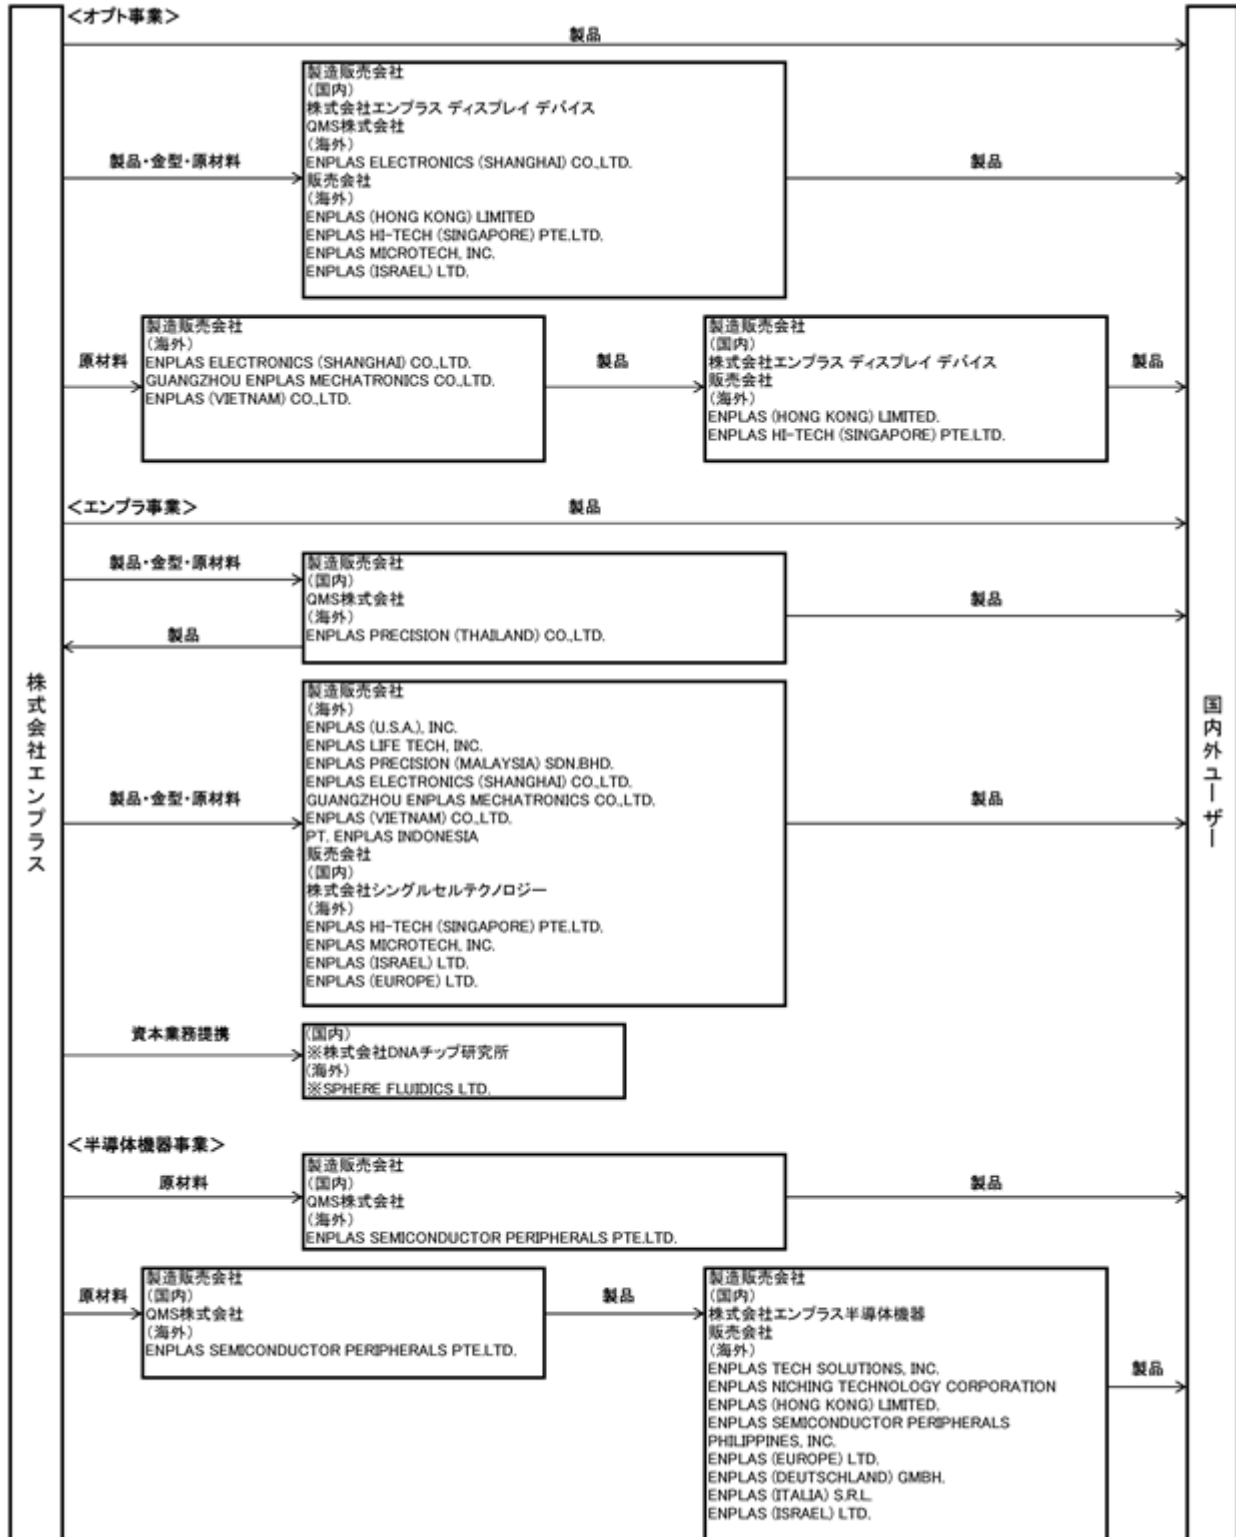 <オプト事業>
製品
製造販売会社
(国内)
株式会社エンプラス ディスプレイ デバイス
QMS株式会社
(海外)
製品・金型・原材料
ENPLAS ELECTRONICS (SHANGHAI) CO.,LTD.
製品
販売会社
(海外)
ENPLAS (HONG KONG) LIMITED
ENPLAS HI-TECH (SINGAPORE) PTE.LTD.
ENPLAS MICROTECH, INC.
ENPLAS (ISRAEL) LTD.
原材料
製造販売会社
(海外)
ENPLAS ELECTRONICS (SHANGHAI) CO.,LTD.
GUANGZHOU ENPLAS MECHATRONICS CO.,LTD.
ENPLAS (VIETNAM) CO.,LTD.
製品
製造販売会社
(国内)
株式会社エンプラス ディスプレイ デバイス
販売会社
(海外)
ENPLAS (HONG KONG) LIMITED.
ENPLAS HI-TECH (SINGAPORE) PTE.LTD.
製品
<エンプラ事業>
製品
製品・金型・原材料
製品
製造販売会社
(国内)
QMS株式会社
(海外)
ENPLAS PRECISION (THAILAND) CO.,LTD.
製品
株式会社エンプラス
製品・金型・原材料
製造販売会社
(海外)
ENPLAS (U.S.A.), INC.
ENPLAS LIFE TECH, INC.
ENPLAS PRECISION (MALAYSIA) SDN.BHD.
ENPLAS ELECTRONICS (SHANGHAI) CO.,LTD.
GUANGZHOU ENPLAS MECHATRONICS CO.,LTD.
ENPLAS (VIETNAM) CO.,LTD.
PT. ENPLAS INDONESIA
販売会社
(国内)
株式会社シングルセルテクノロジー
(海外)
ENPLAS HI-TECH (SINGAPORE) PTE.LTD.
ENPLAS MICROTECH, INC.
ENPLAS (ISRAEL) LTD.
ENPLAS (EUROPE) LTD.
製品
国内外ユーザー
資本業務提携
(国内)
※株式会社DNAチップ研究所
(海外)
※SPHERE FLUIDICS LTD.
<半導体機器事業>
原材料
製造販売会社
(国内)
QMS株式会社
(海外)
ENPLAS SEMICONDUCTOR PERIPHERALS PTE.LTD.
製品
原材料
製造販売会社
(国内)
QMS株式会社
(海外)
ENPLAS SEMICONDUCTOR PERIPHERALS PTE.LTD.
製品
製造販売会社
(国内)
株式会社エンプラス半導体機器
販売会社
(海外)
ENPLAS TECH SOLUTIONS, INC.
ENPLAS NICHING TECHNOLOGY CORPORATION
ENPLAS (HONG KONG) LIMITED.
ENPLAS SEMICONDUCTOR PERIPHERALS
PHILIPPINES, INC.
ENPLAS (EUROPE) LTD.
ENPLAS (DEUTSCHLAND) GMBH.
ENPLAS (ITALIA) S.R.L.
ENPLAS (ISRAEL) LTD.
製品